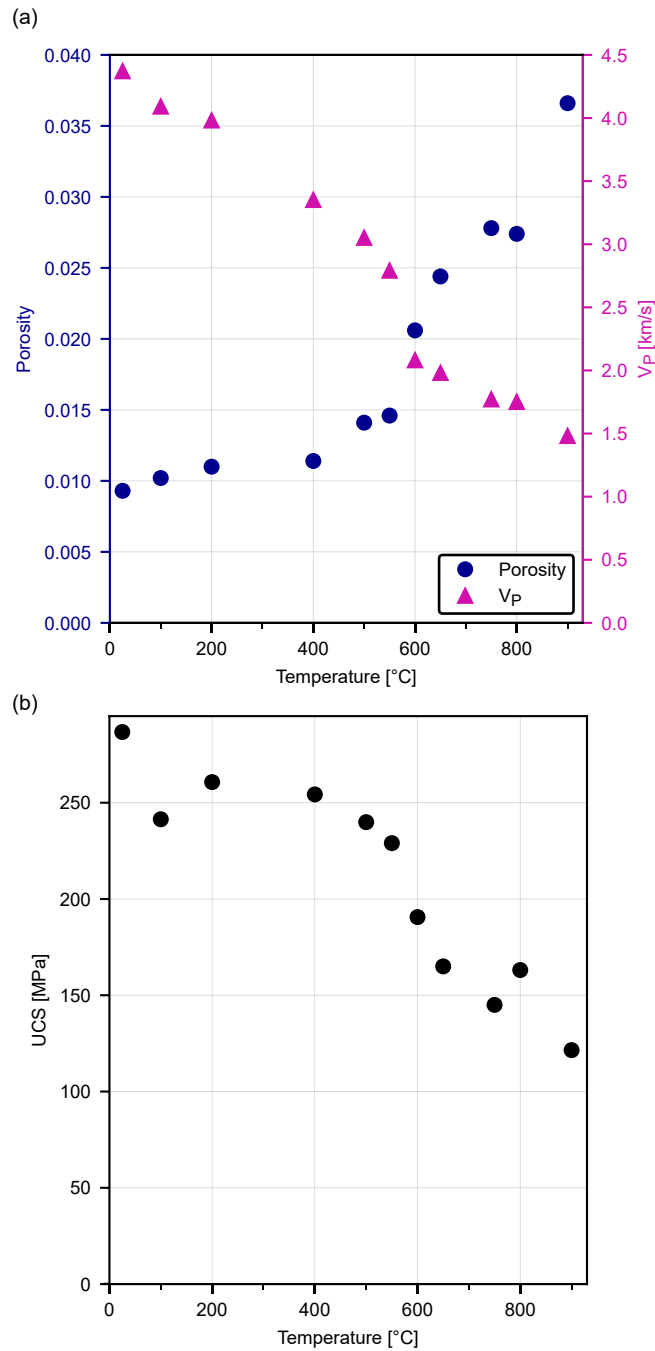 (a)
0.040
0.035
0.030
0.025
0.020
0.015
0.010
0.005
0.000
Porosity
4.5
4.0
3.5
3.0
2.5
2.0
1.5
1.0
0.5
0.0
VP [km/s]
Porosity
VP
0 200 400 600 800
Temperature [°C]
(b)
250
200
150
100
50
0
UCS [MPa]
0 200 400 600 800
Temperature [°C]